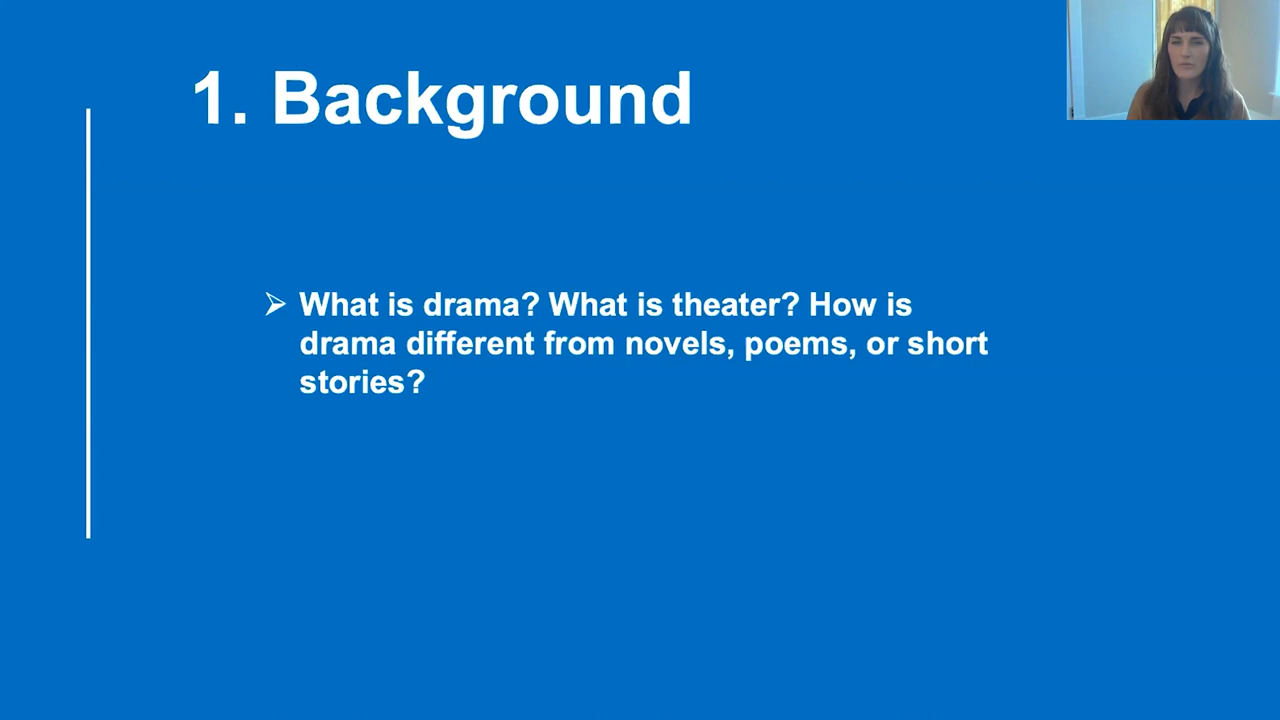 1. Background
➢ What is drama? What is theater? How is
drama different from novels, poems, or short
stories?